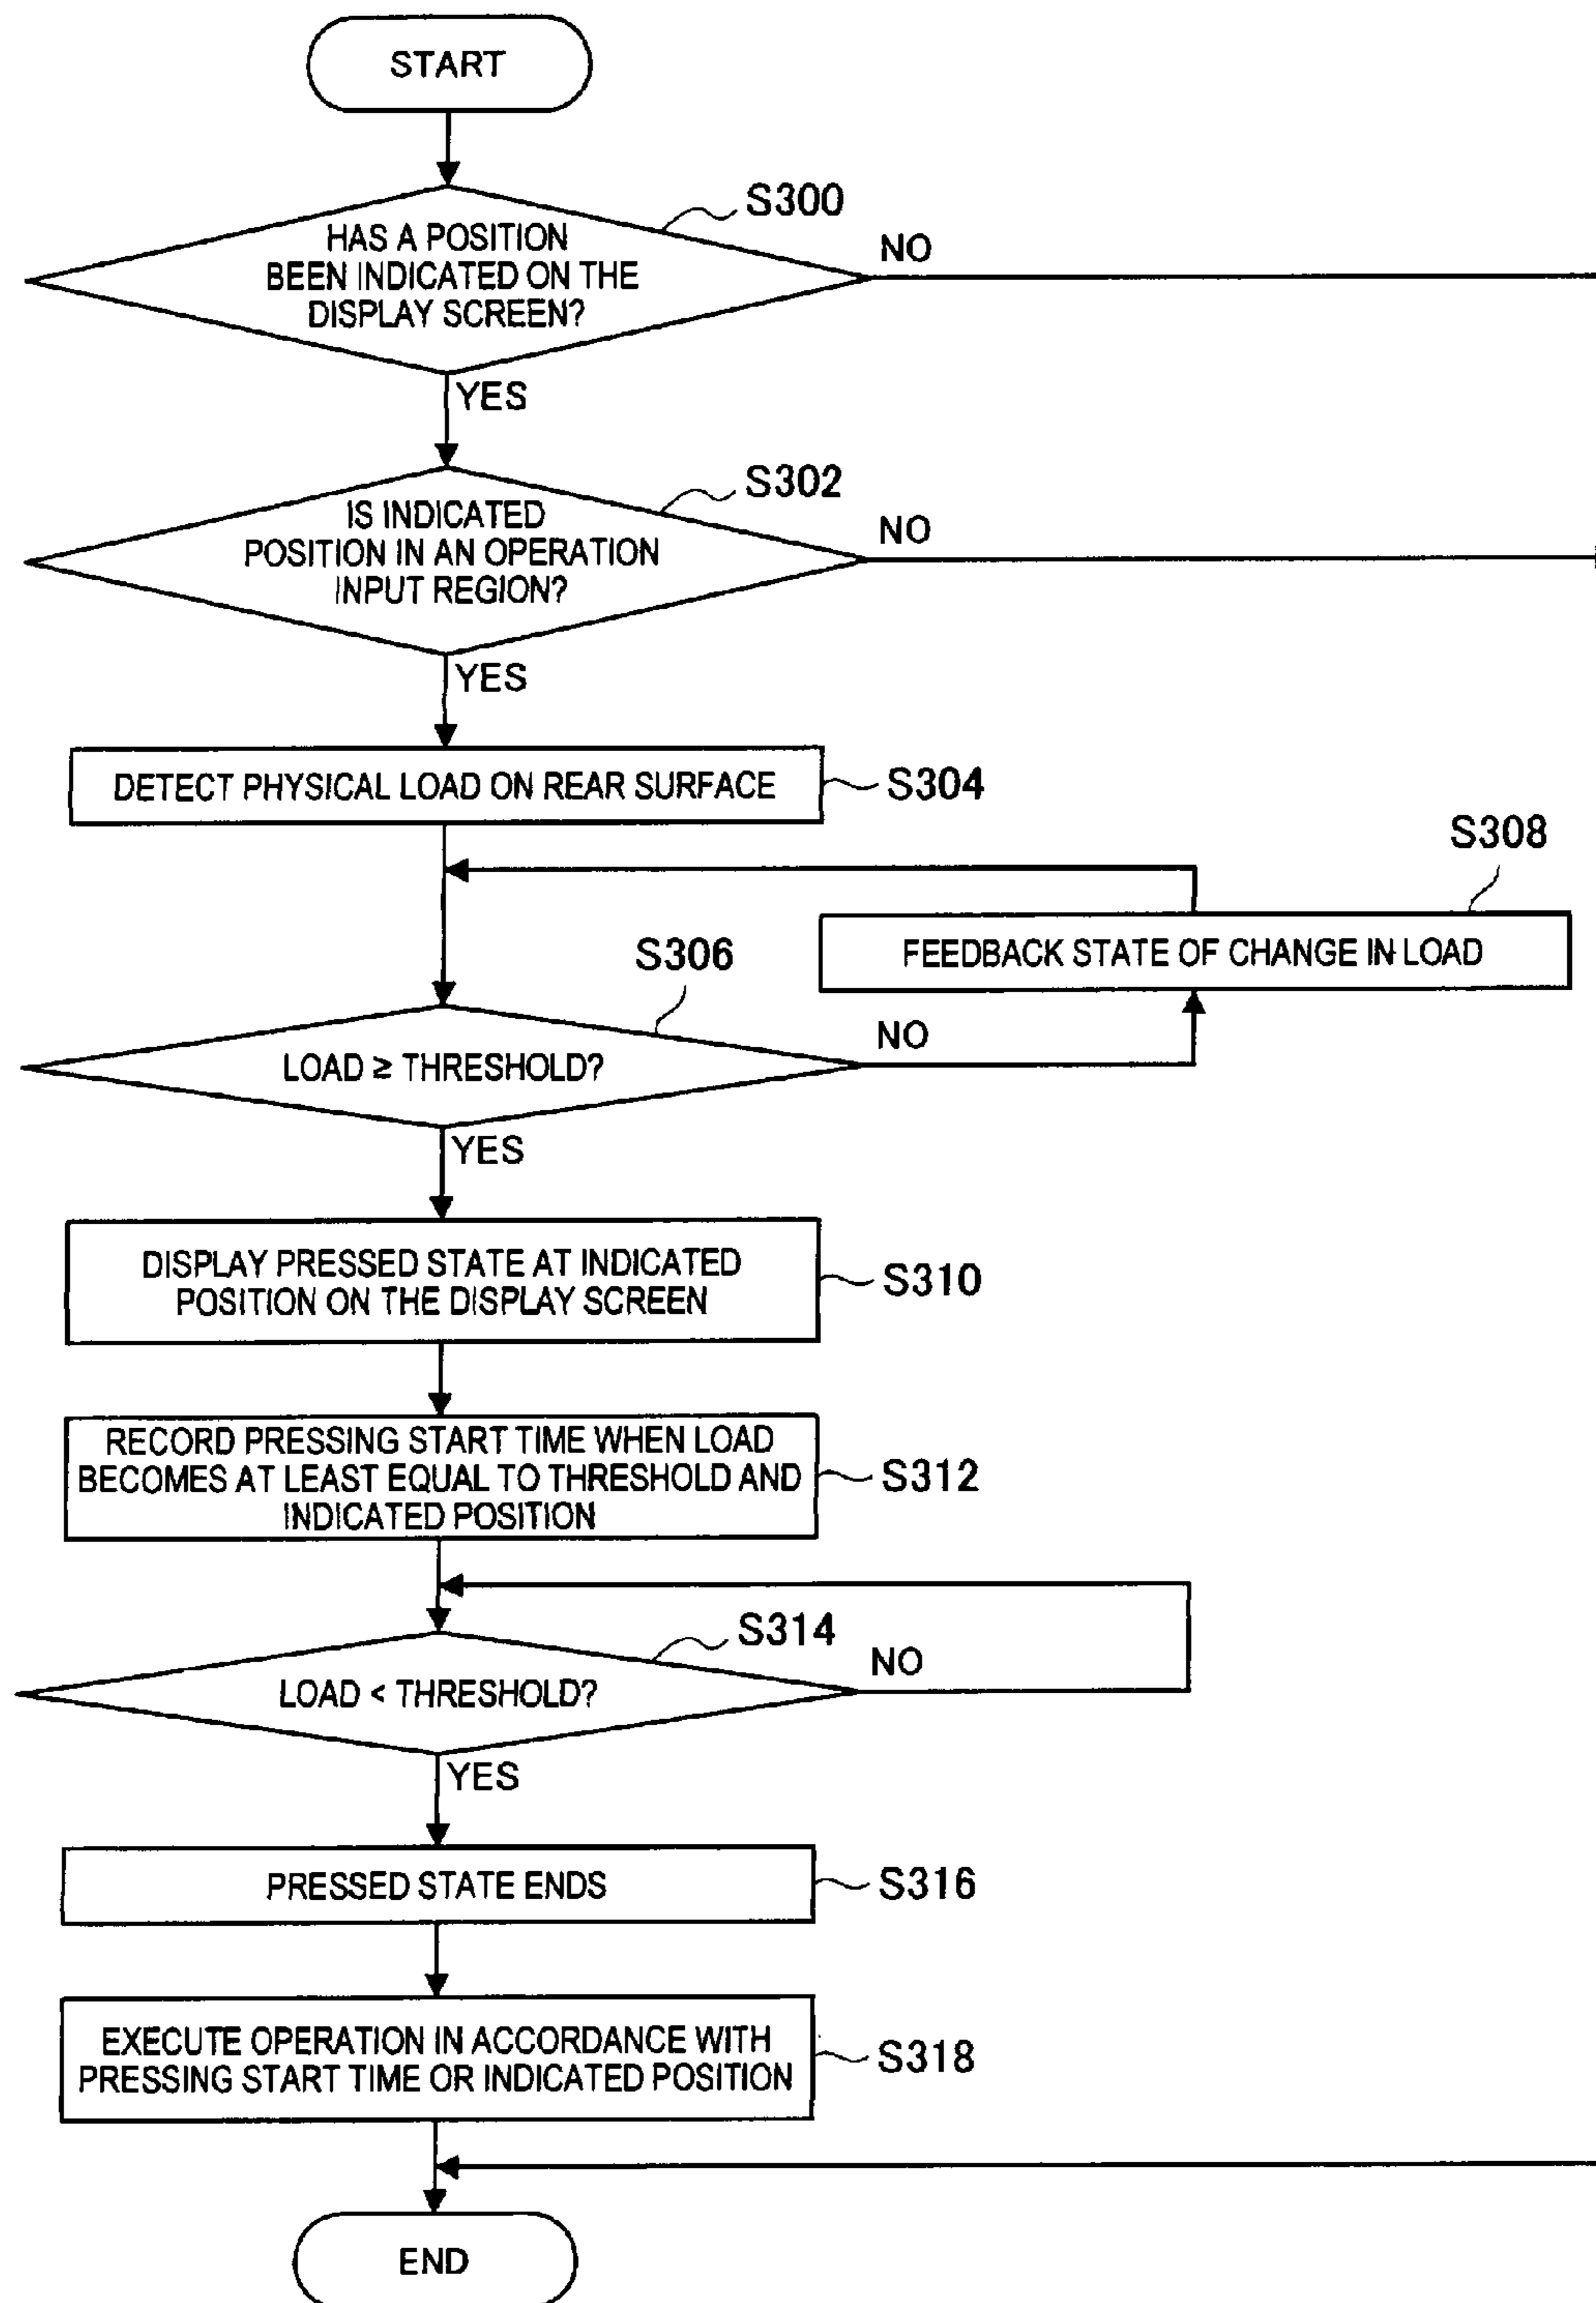 START
S300
HAS A POSITION
BEEN INDICATED ON THE
DISPLAY SCREEN?
NO
YES
S302
IS INDICATED
POSITION IN AN OPERATION
INPUT REGION?
NO
YES
DETECT PHYSICAL LOAD ON REAR SURFACE
S304
S308
FEEDBACK STATE OF CHANGE IN LOAD
S306
LOAD ≥ THRESHOLD?
NO
YES
DISPLAY PRESSED STATE AT INDICATED
POSITION ON THE DISPLAY SCREEN
S310
RECORD PRESSING START TIME WHEN LOAD
BECOMES AT LEAST EQUAL TO THRESHOLD AND
INDICATED POSITION
S312
S314
LOAD < THRESHOLD?
NO
YES
PRESSED STATE ENDS
S316
EXECUTE OPERATION IN ACCORDANCE WITH
PRESSING START TIME OR INDICATED POSITION
S318
END